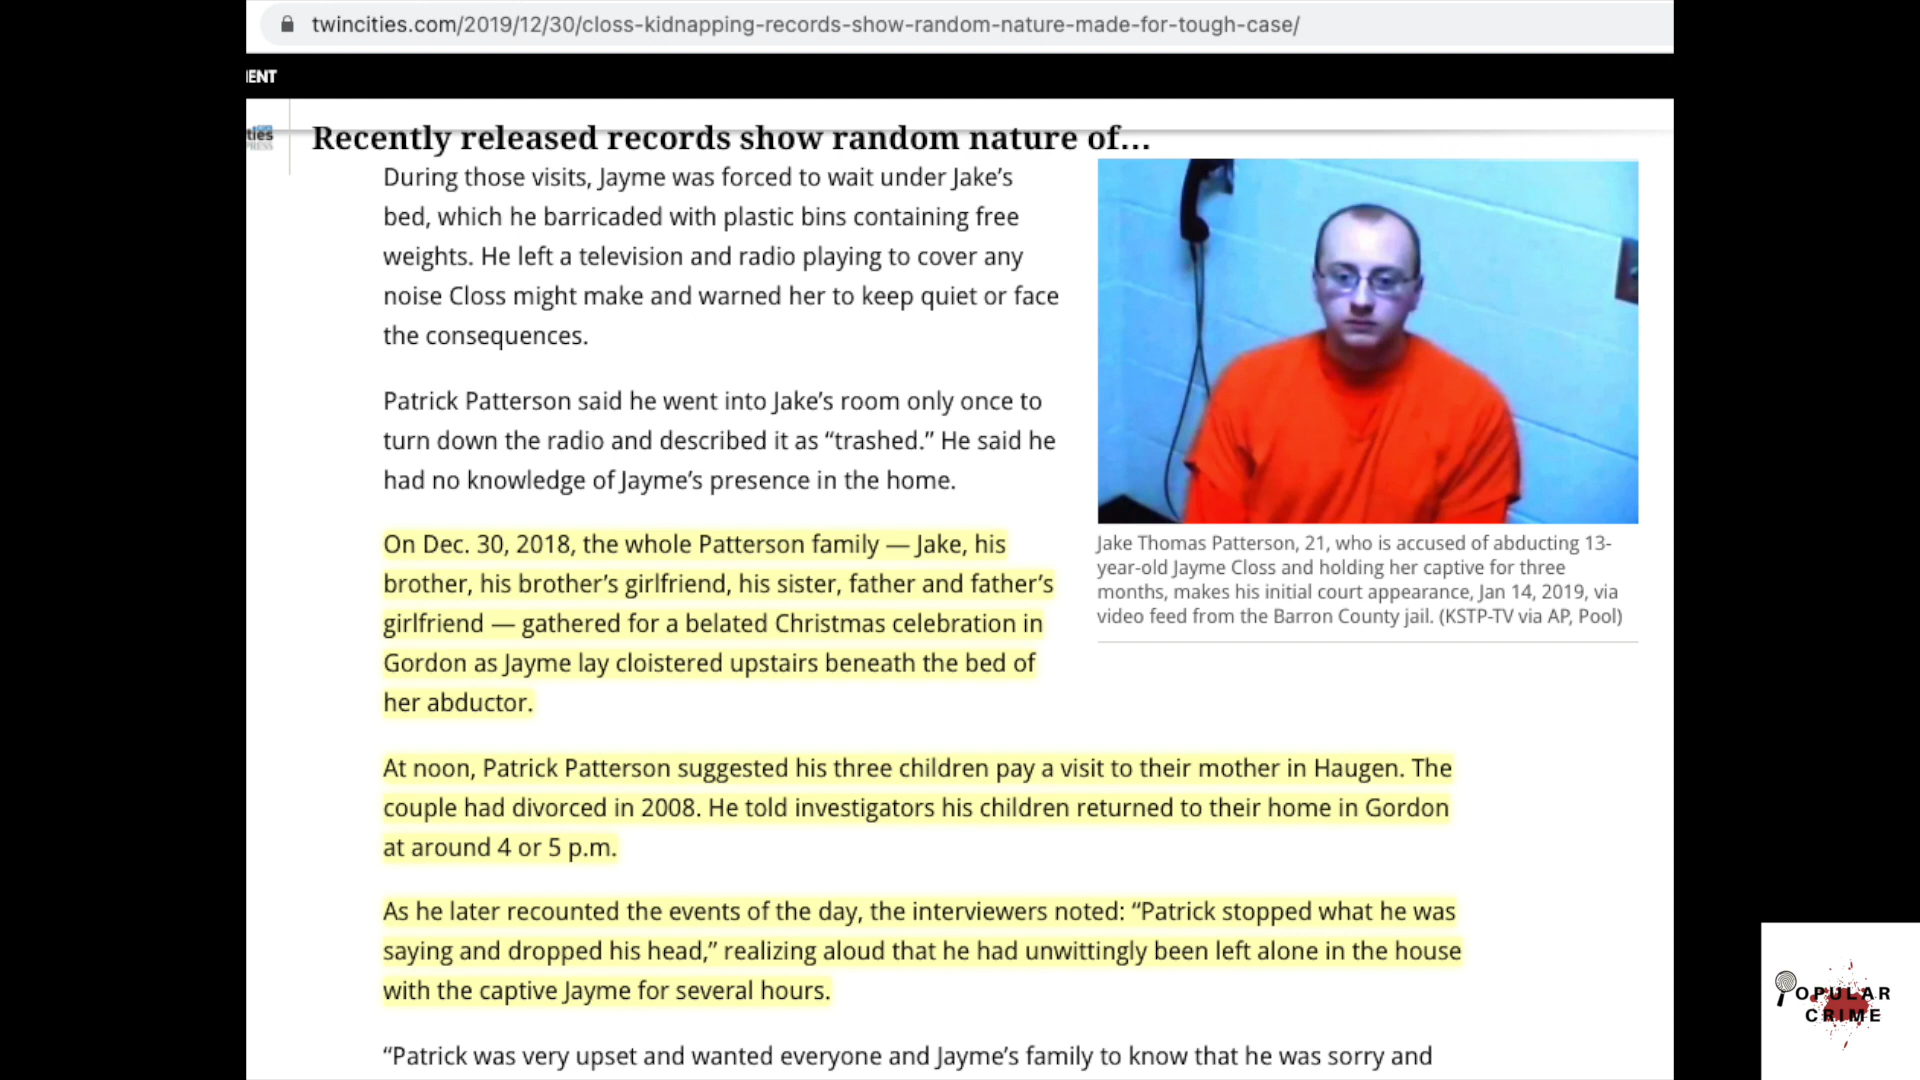 twincities.com/2019/12/30/closs-kidnapping-records-show-random-nature-made-for-tough-case/
ENT
ties
Recently released records show random nature of...
During those visits, Jayme was forced to wait under Jake’s
bed, which he barricaded with plastic bins containing free
weights. He left a television and radio playing to cover any
noise Closs might make and warned her to keep quiet or face
the consequences.
Patrick Patterson said he went into Jake’s room only once to
turn down the radio and described it as “trashed.” He said he
had no knowledge of Jayme’s presence in the home.
On Dec. 30, 2018, the whole Patterson family — Jake, his
brother, his brother’s girlfriend, his sister, father and father’s
girlfriend — gathered for a belated Christmas celebration in
Gordon as Jayme lay cloistered upstairs beneath the bed of
her abductor.
Jake Thomas Patterson, 21, who is accused of abducting 13-
year-old Jayme Closs and holding her captive for three
months, makes his initial court appearance, Jan 14, 2019, via
video feed from the Barron County jail. (KSTP-TV via AP, Pool)
At noon, Patrick Patterson suggested his three children pay a visit to their mother in Haugen. The
couple had divorced in 2008. He told investigators his children returned to their home in Gordon
at around 4 or 5 p.m.
As he later recounted the events of the day, the interviewers noted: “Patrick stopped what he was
saying and dropped his head,” realizing aloud that he had unwittingly been left alone in the house
with the captive Jayme for several hours.
“Patrick was very upset and wanted everyone and Jayme’s family to know that he was sorry and
POPULAR
CRIME